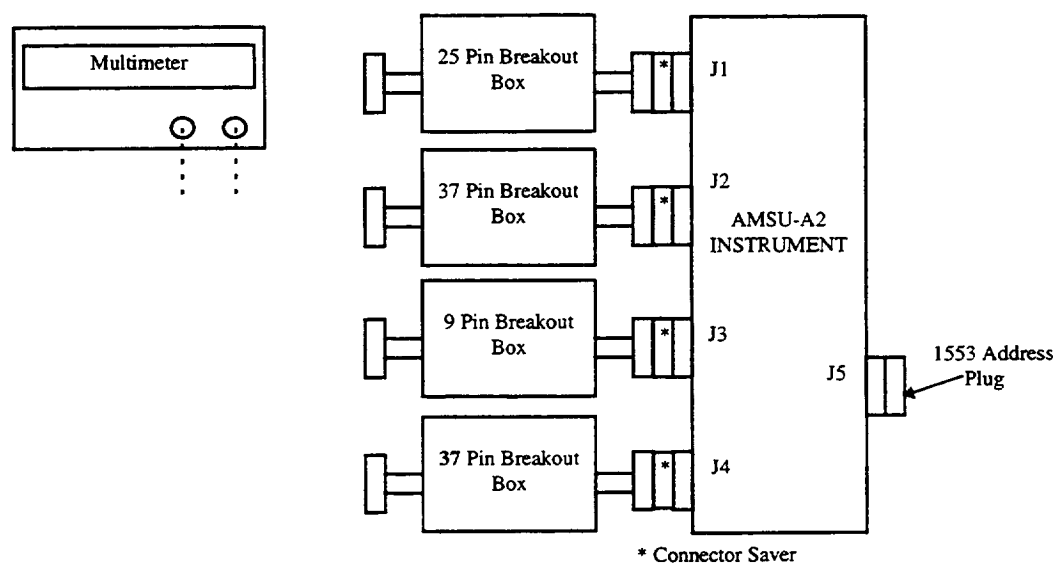 Multimeter
25 Pin Breakout
Box
*
J1
37 Pin Breakout
Box
*
J2
AMSU-A2
INSTRUMENT
9 Pin Breakout
Box
*
J3
J5
1553 Address
Plug
37 Pin Breakout
Box
*
J4
* Connector Saver